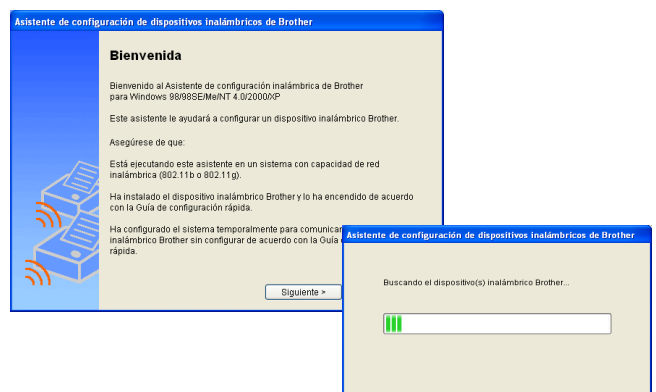 Asistente de configuración de dispositivos inalámbricos de Brother
Bienvenida
Bienvenido al Asistente de configuración inalámbrica de Brother
para Windows 98/98SE/Me/NT 4.0/2000/XP
Este asistente le ayudará a configurar un dispositivo inalámbrico Brother.
Asegúrese de que:
Está ejecutando este asistente en un sistema con capacidad de red
inalámbrica (802.11b o 802.11g).
Ha instalado el dispositivo inalámbrico Brother y lo ha encendido de acuerdo
con la Guía de configuración rápida.
Ha configurado el sistema temporalmente para comunicar
inalámbrico Brother sin configurar de acuerdo con la Guía
rápida.
Siguiente >
Asistente de configuración de dispositivos inalámbricos de Brother
Buscando el dispositivo(s) inalámbrico Brother...